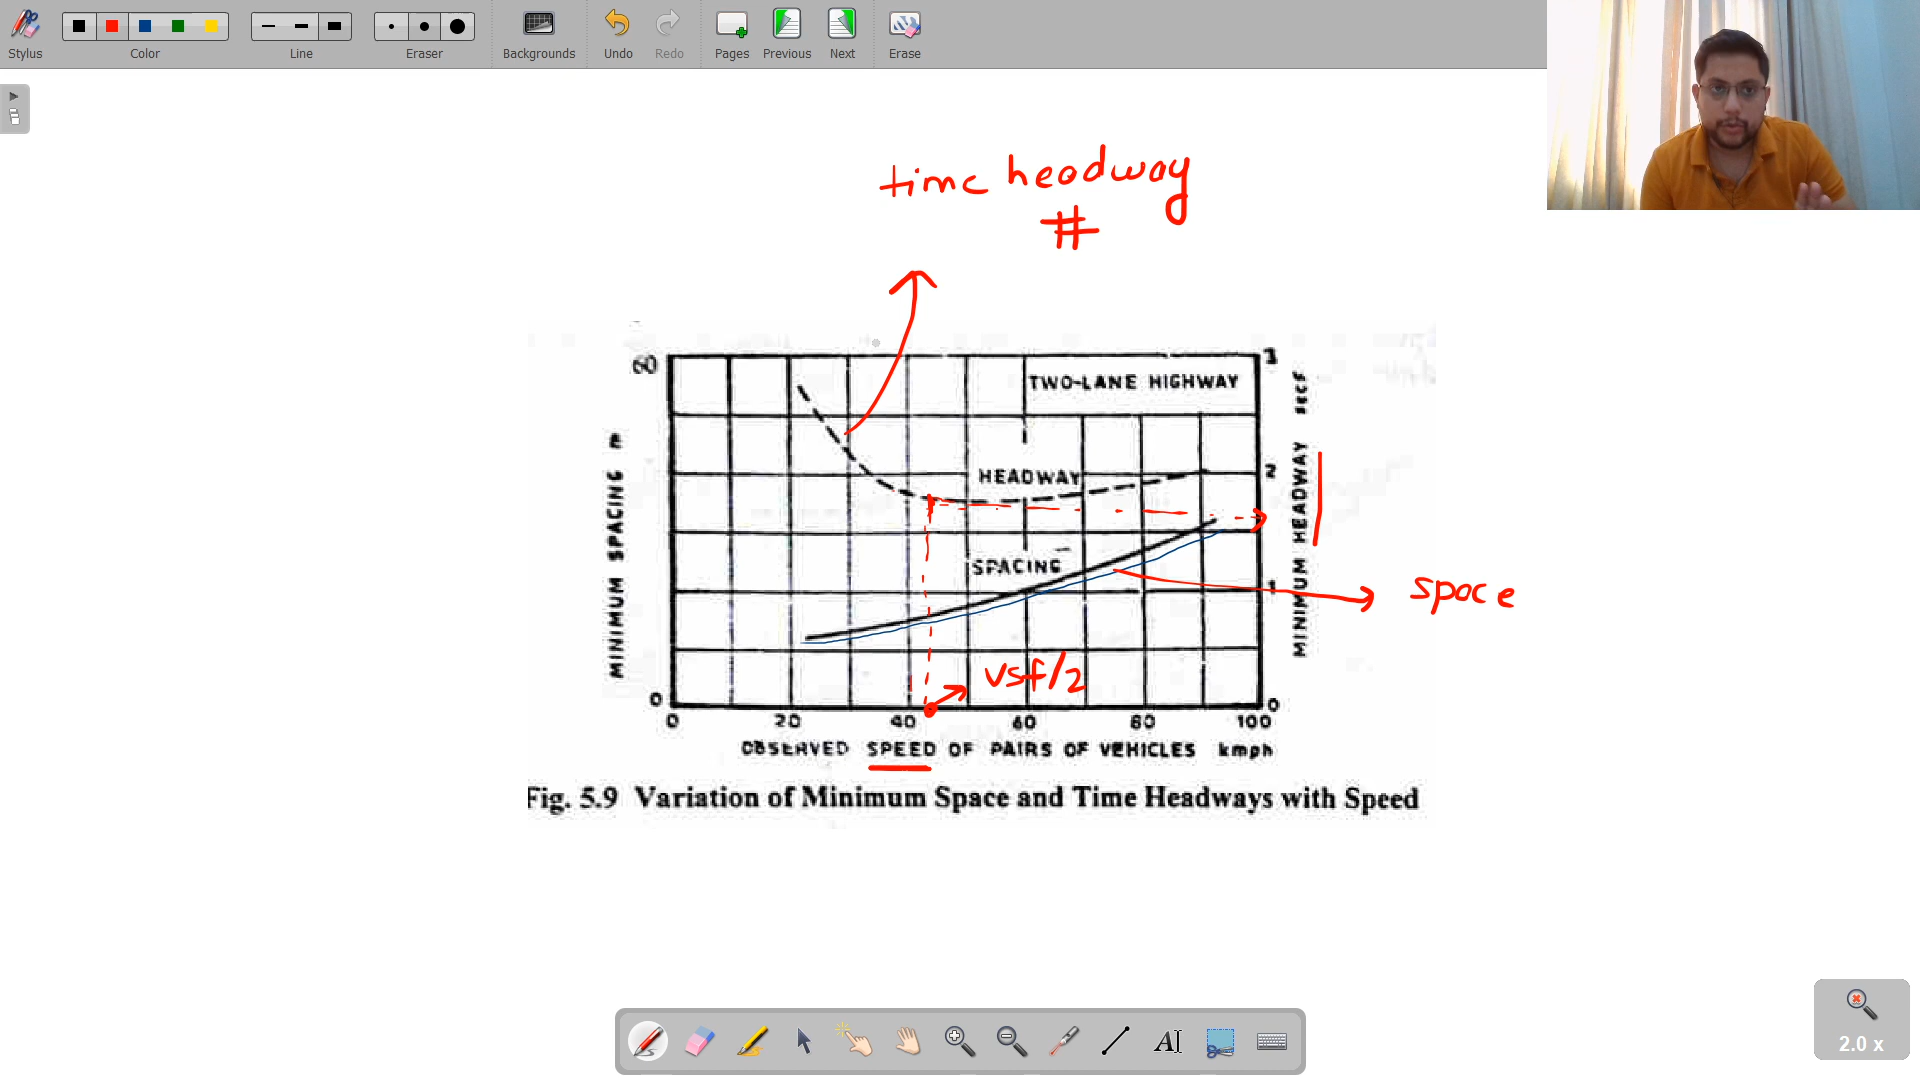 Stylus Color Line Eraser Backgrounds Undo Redo Pages Previous Next Erase
time headway
#
TWO-LANE HIGHWAY
HEADWAY
SPACING
space
vsf/2
MINIMUM SPACING m
MINIMUM HEADWAY secs
3
2
1
0
0
0 20 40 60 80 100
OBSERVED SPEED OF PAIRS OF VEHICLES kmph
Fig. 5.9 Variation of Minimum Space and Time Headways with Speed
2.0 x